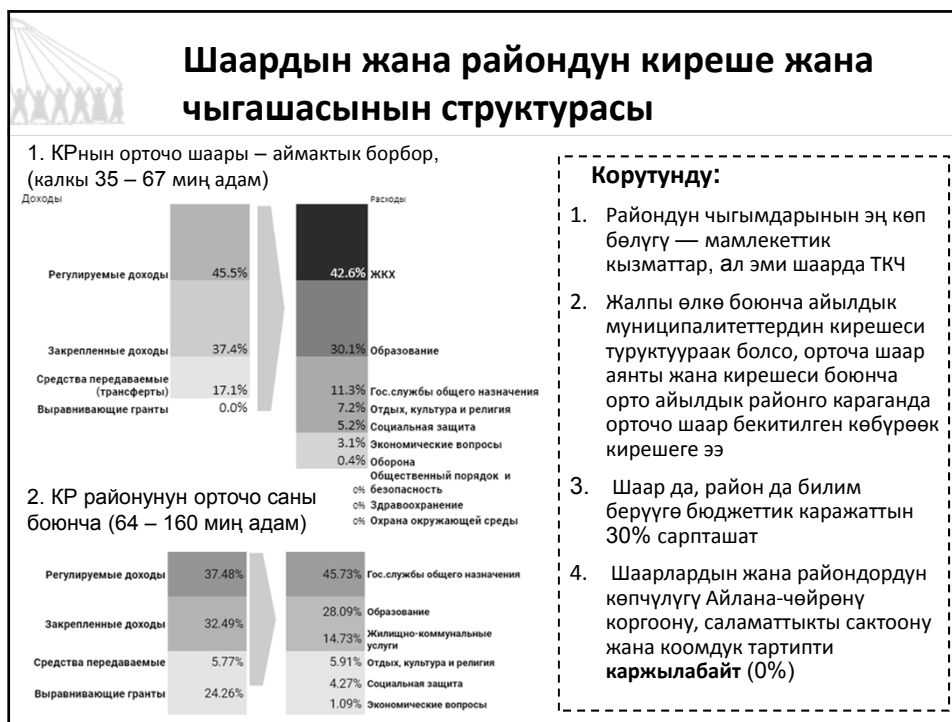 Шаардын жана райондун киреше жана
чыгашасынын структурасы
1. КРнын орточо шаары – аймактык борбор,
(калкы 35 – 67 миң адам)
Доходы
Расходы
Регулируемые доходы 45.5%
42.6% ЖКХ
Закрепленные доходы 37.4%
30.1% Образование
Средства передаваемые
(трансферты) 17.1%
Выравнивающие гранты 0.0%
11.3% Гос.службы общего назначения
7.2% Отдых, культура и религия
5.2% Социальная защита
3.1% Экономические вопросы
0.4% Оборона
Общественный порядок и
0% безопасность
0% Здравоохранение
0% Охрана окружающей среды
2. КР районунун орточо саны
боюнча (64 – 160 миң адам)
Регулируемые доходы 37.48%
45.73% Гос.службы общего назначения
Закрепленные доходы 32.49%
28.09% Образование
14.73% Жилищно-коммунальные
услуги
Средства передаваемые 5.77%
5.91% Отдых, культура и религия
Выравнивающие гранты 24.26%
4.27% Социальная защита
1.09% Экономические вопросы
Корутунду:
1. Райондун чыгымдарынын эң көп
бөлүгү — мамлекеттик
кызматтар, ал эми шаарда ТКЧ
2. Жалпы өлкө боюнча айылдык
муниципалитеттердин кирешеси
туруктуураак болсо, орточа шаар
аянты жана кирешеси боюнча
орто айылдык районго караганда
орточо шаар бекитилген көбүрөөк
кирешеге ээ
3. Шаар да, район да билим
берүүгө бюджеттик каражаттын
30% сарпташат
4. Шаарлардын жана райондордун
көпчүлүгү Айлана-чөйрөнү
коргоону, саламаттыкты сактоону
жана коомдук тартипти
каржылабайт (0%)